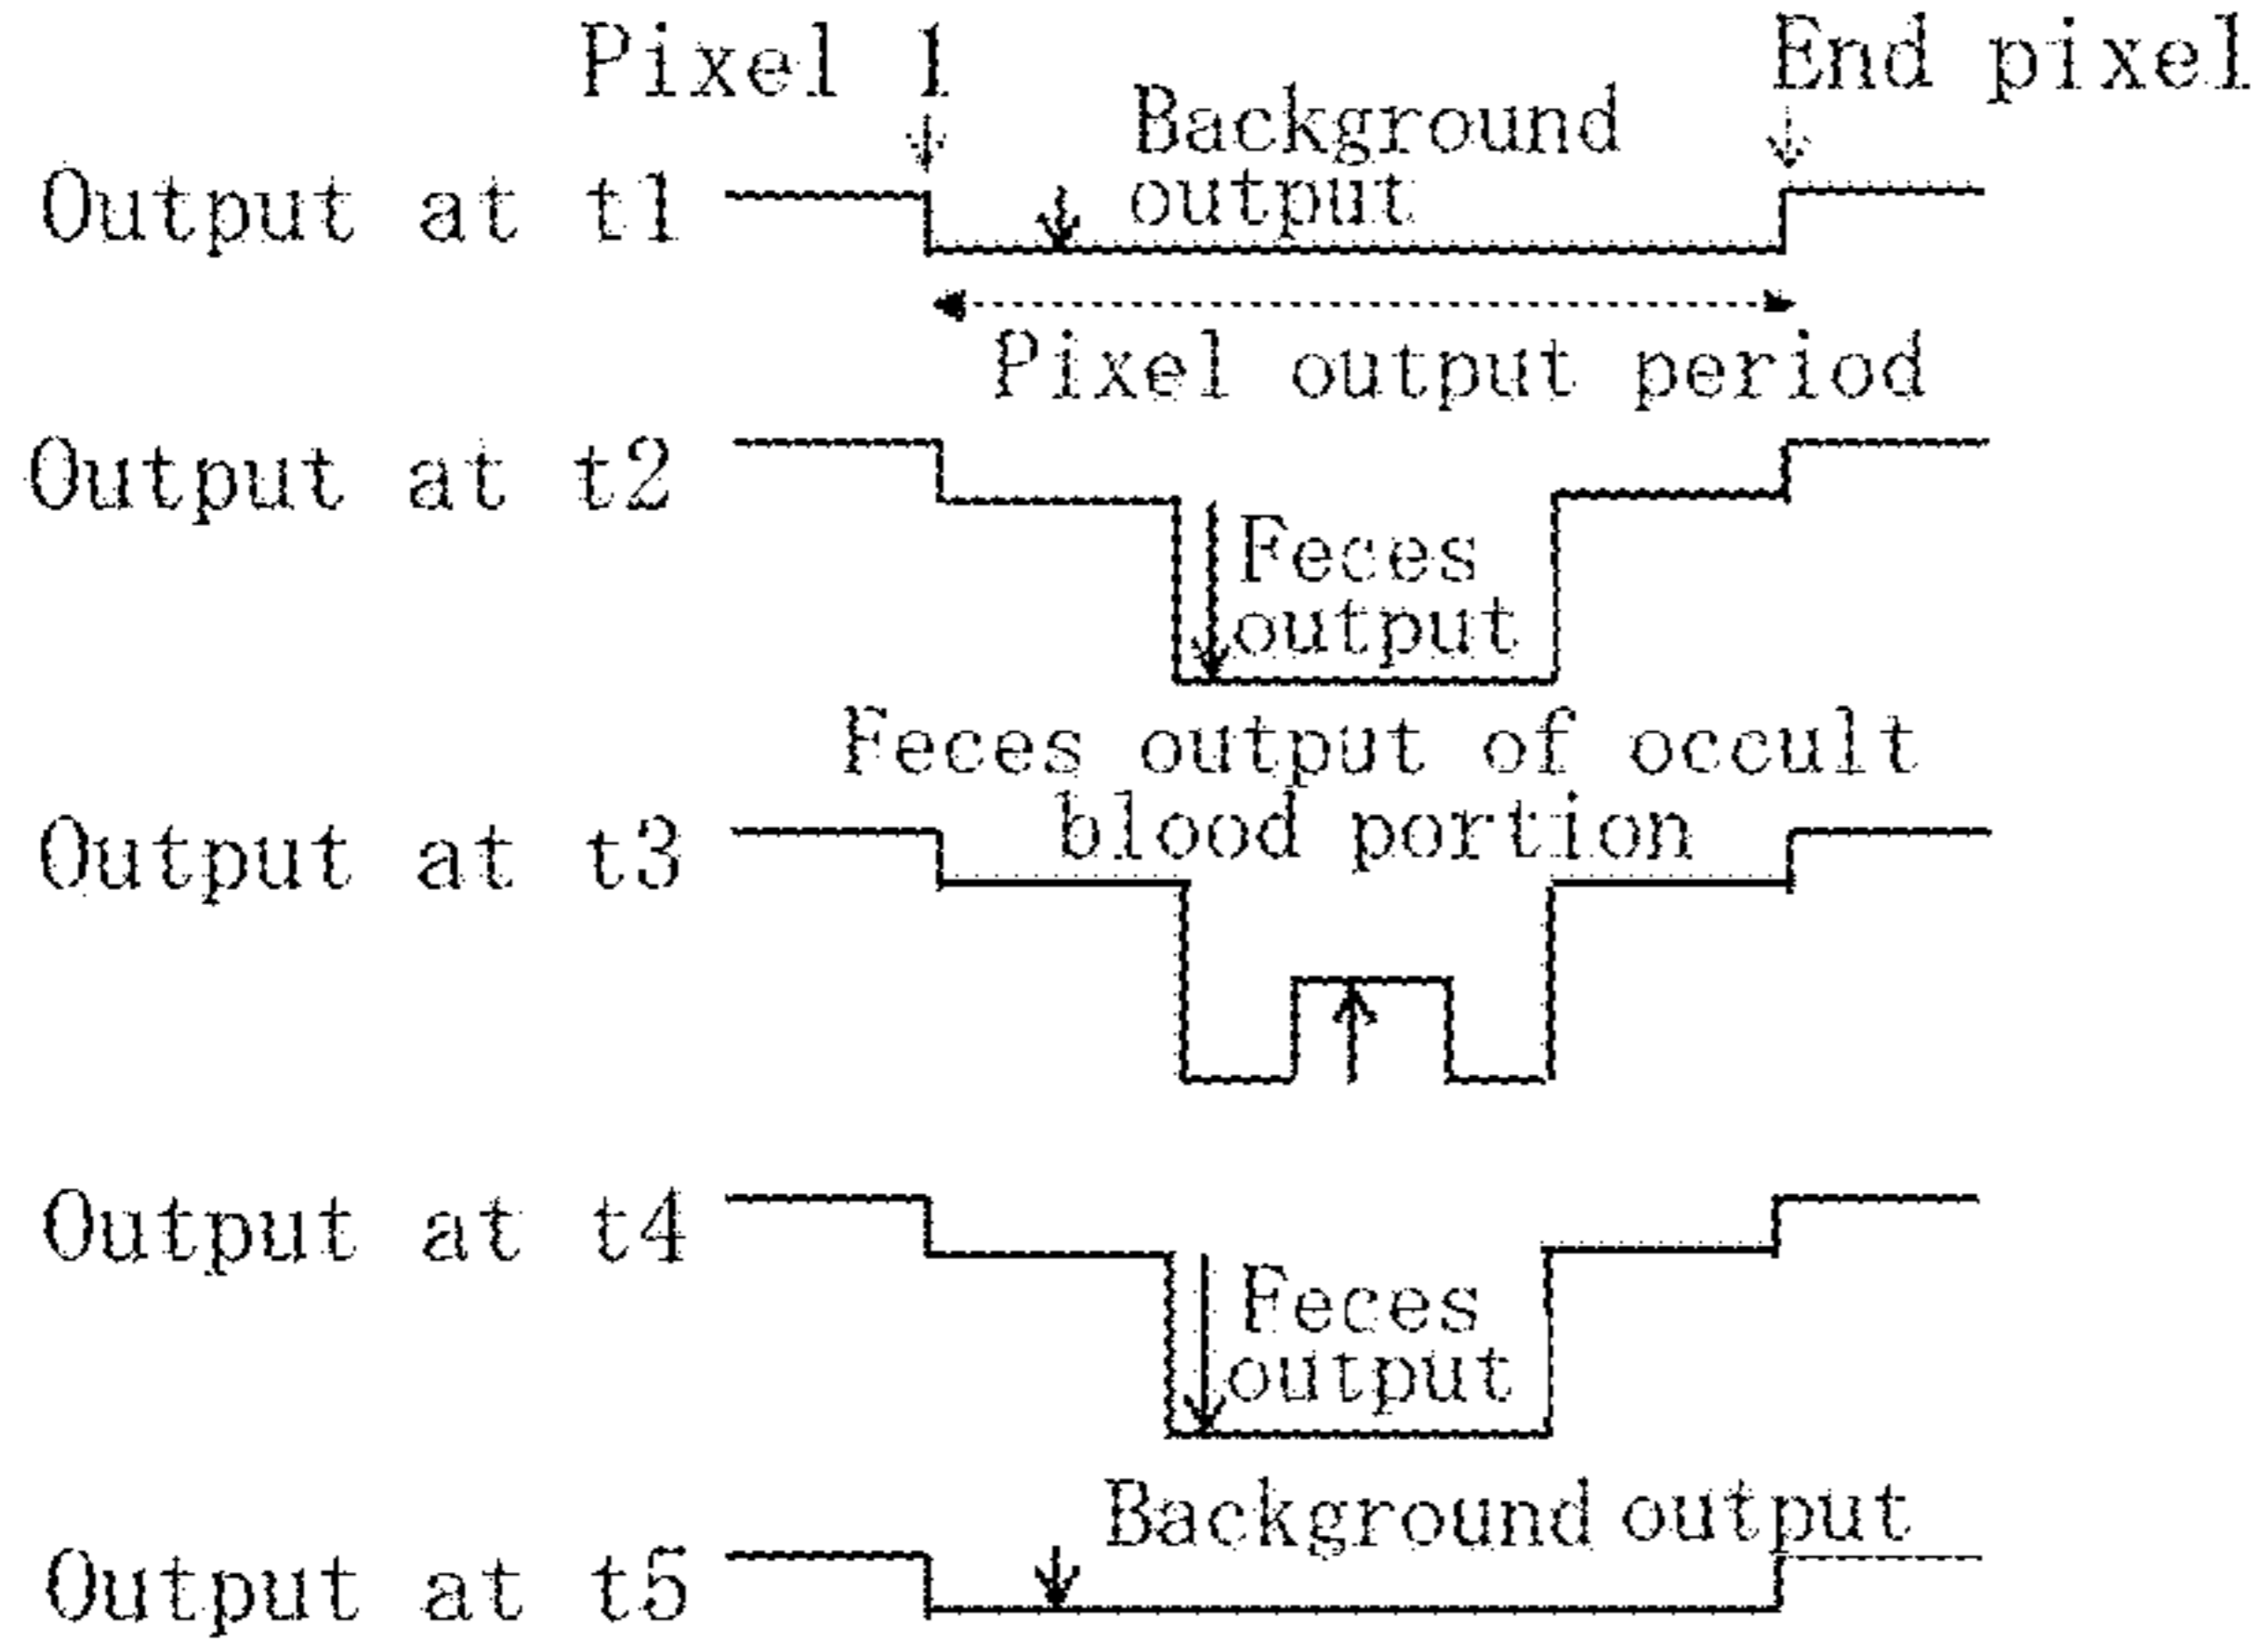 Pixel 1
End pixel
Background
output
Output at t1
Pixel output period
Output at t2
Feces
output
Feces output of occult
blood portion
Output at t3
Output at t4
Feces
output
Background output
Output at t5